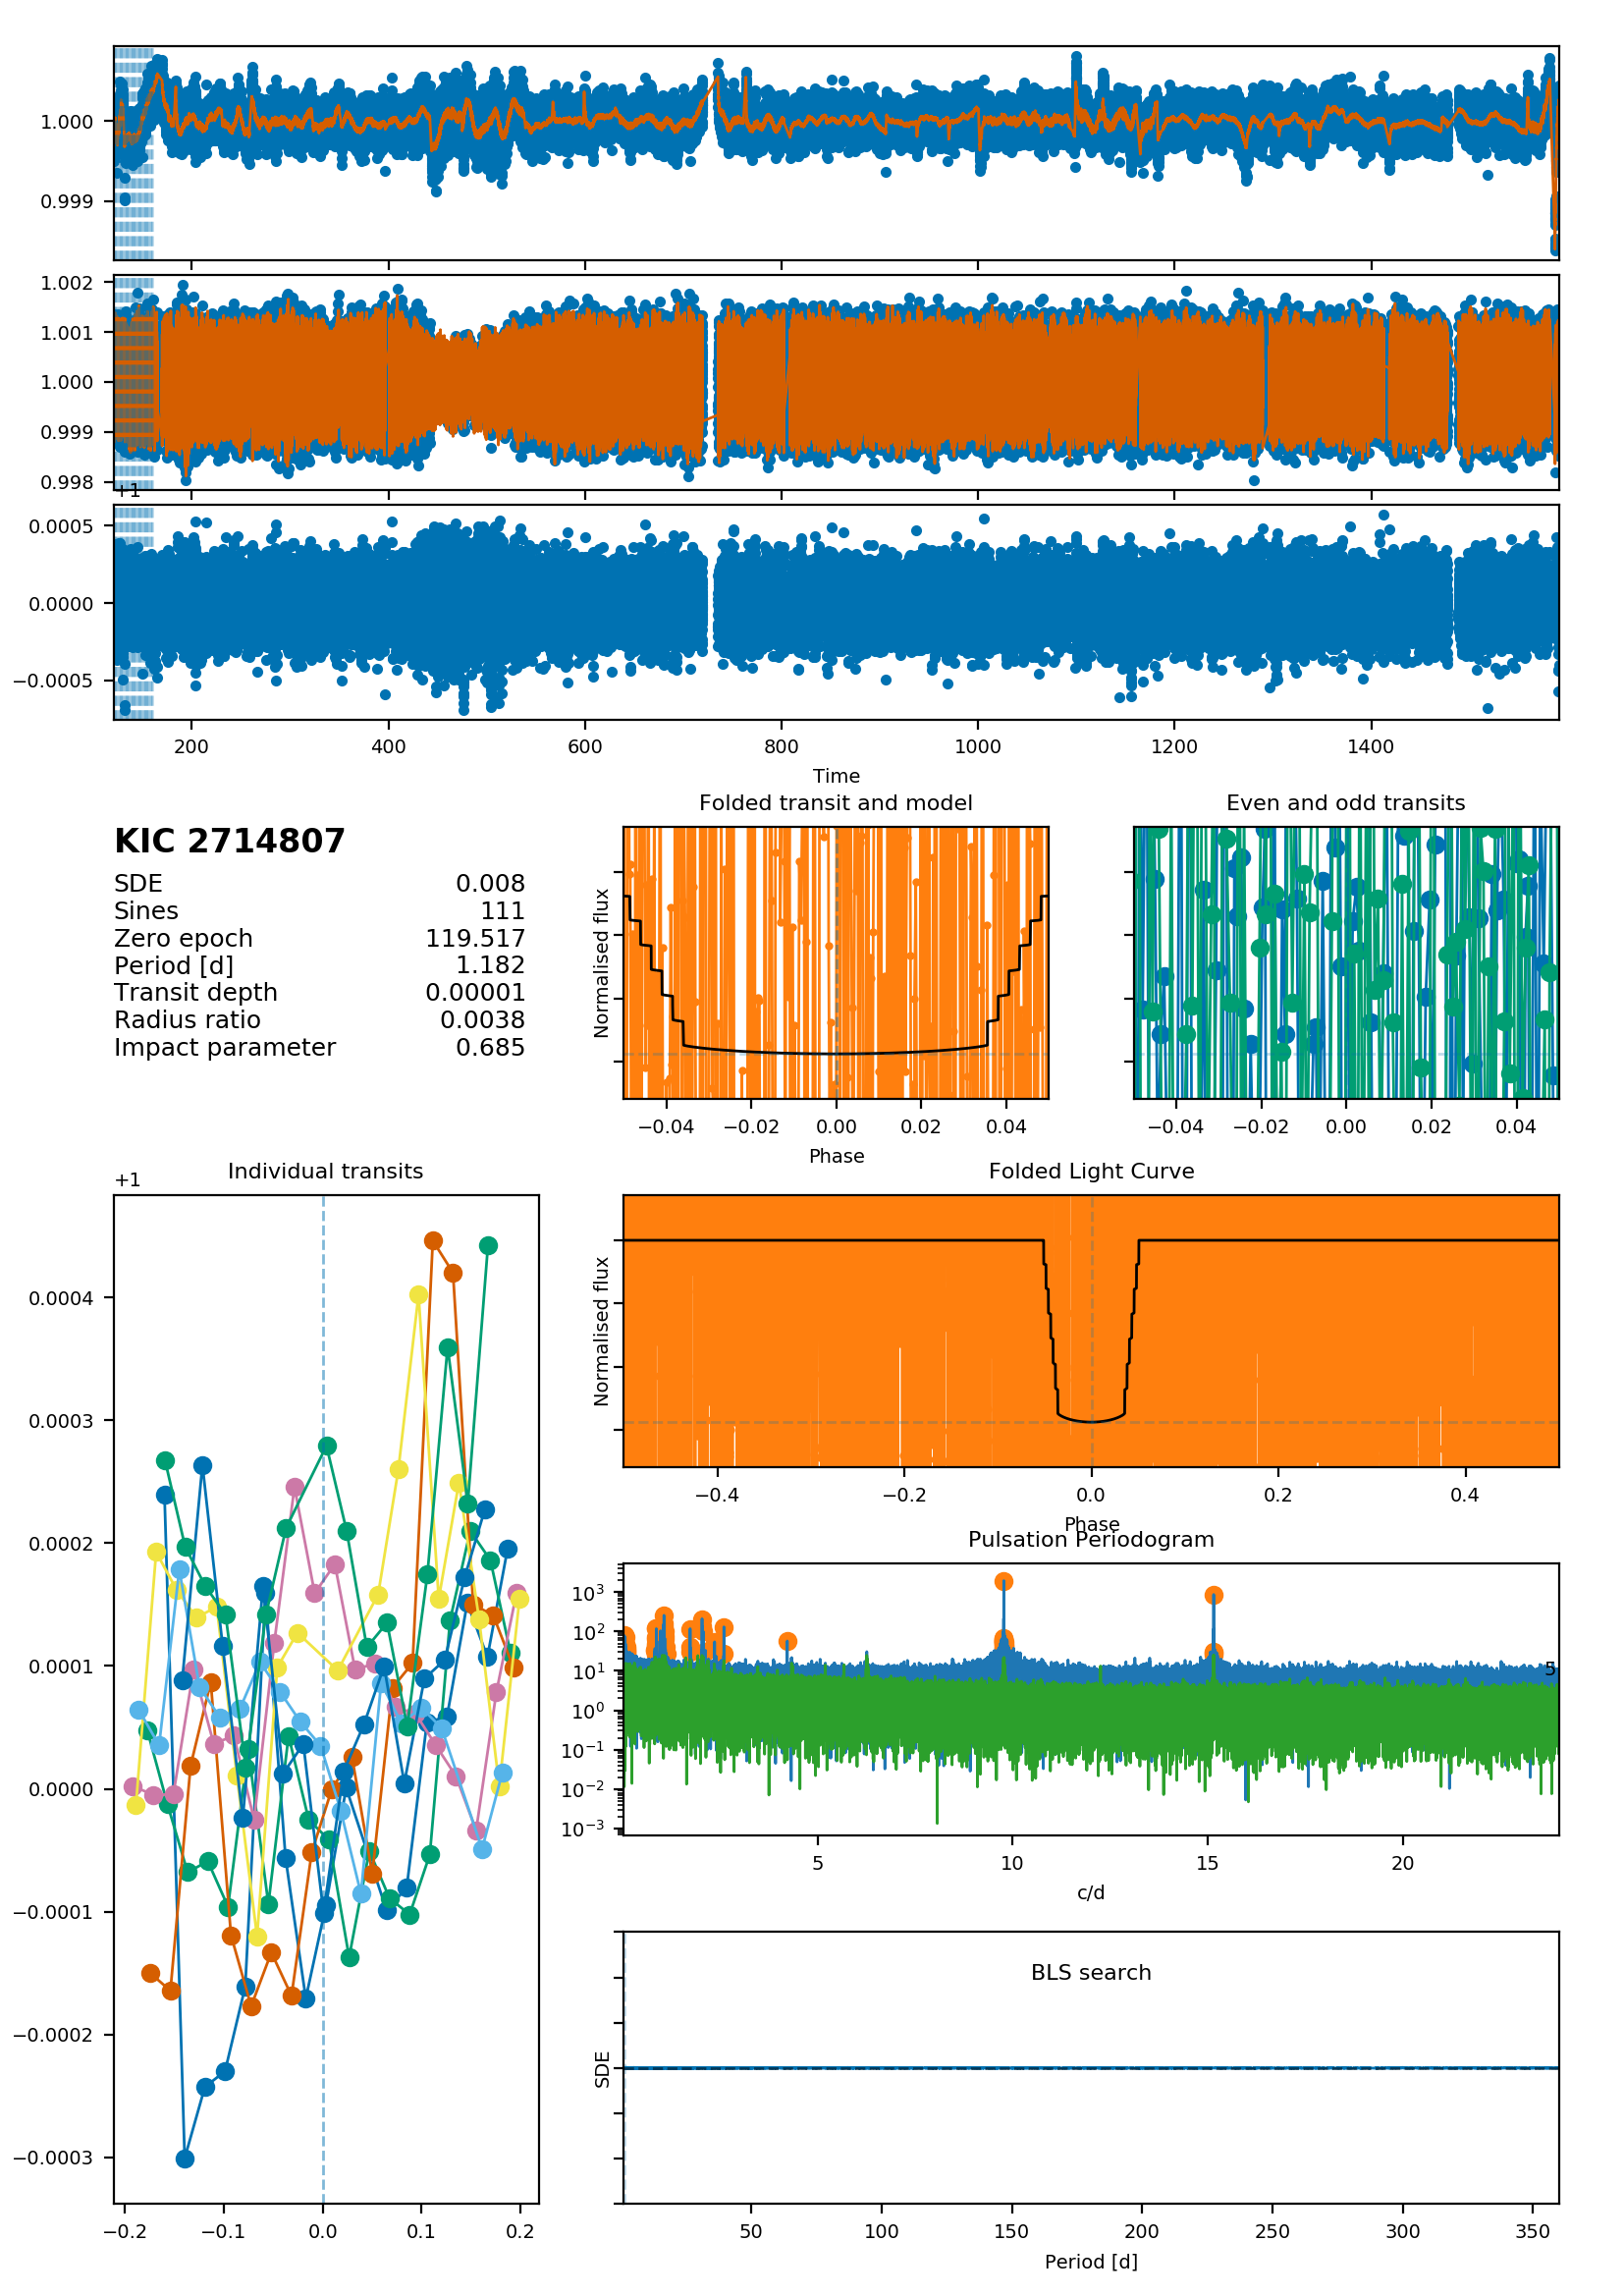 1.000
0.999
1.002
1.001
1.000
0.999
0.998
+1
0.0005
0.0000
−0.0005
200 400 600 800 1000 1200 1400
Time
KIC 2714807
SDE 0.008
Sines 111
Zero epoch 119.517
Period [d] 1.182
Transit depth 0.00001
Radius ratio 0.0038
Impact parameter 0.685
Folded transit and model
Normalised flux
−0.04 −0.02 0.00 0.02 0.04
Phase
Even and odd transits
−0.04 −0.02 0.00 0.02 0.04
Individual transits
+1
0.0004
0.0003
0.0002
0.0001
0.0000
−0.0001
−0.0002
−0.0003
−0.2 −0.1 0.0 0.1 0.2
Folded Light Curve
Normalised flux
−0.4 −0.2 0.0 0.2 0.4
Phase
Pulsation Periodogram
10³
10²
10¹
10⁰
10⁻¹
10⁻²
10⁻³
5
5 10 15 20
c/d
BLS search
SDE
50 100 150 200 250 300 350
Period [d]